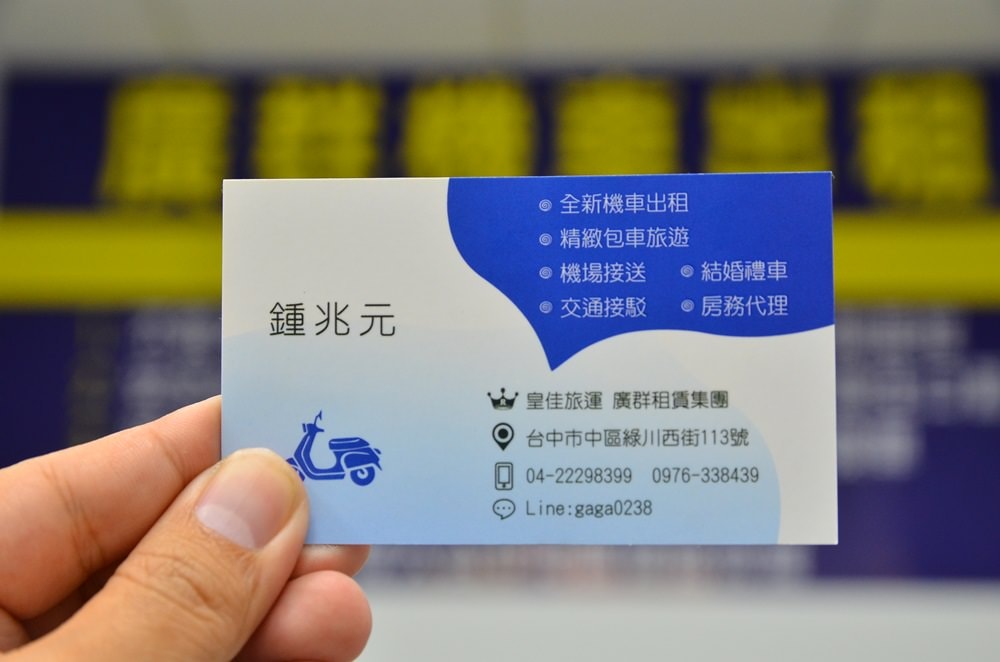 全新機車出租
精緻包車旅遊
機場接送 結婚禮車
交通接駁 房務代理
鍾兆元
皇佳旅運 廣群租賃集團
台中市中區綠川西街113號
04-22298399 0976-338439
Line:gaga0238